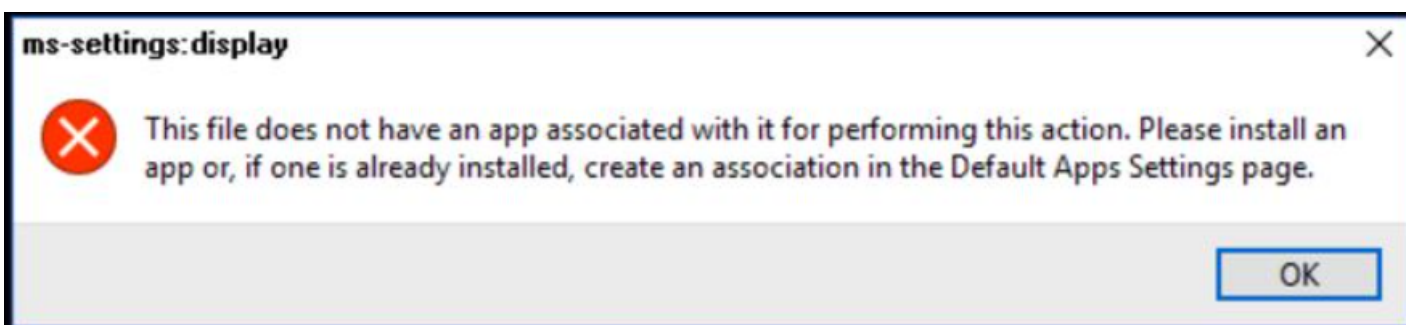 ms-settings:display
This file does not have an app associated with it for performing this action. Please install an
app or, if one is already installed, create an association in the Default Apps Settings page.
OK